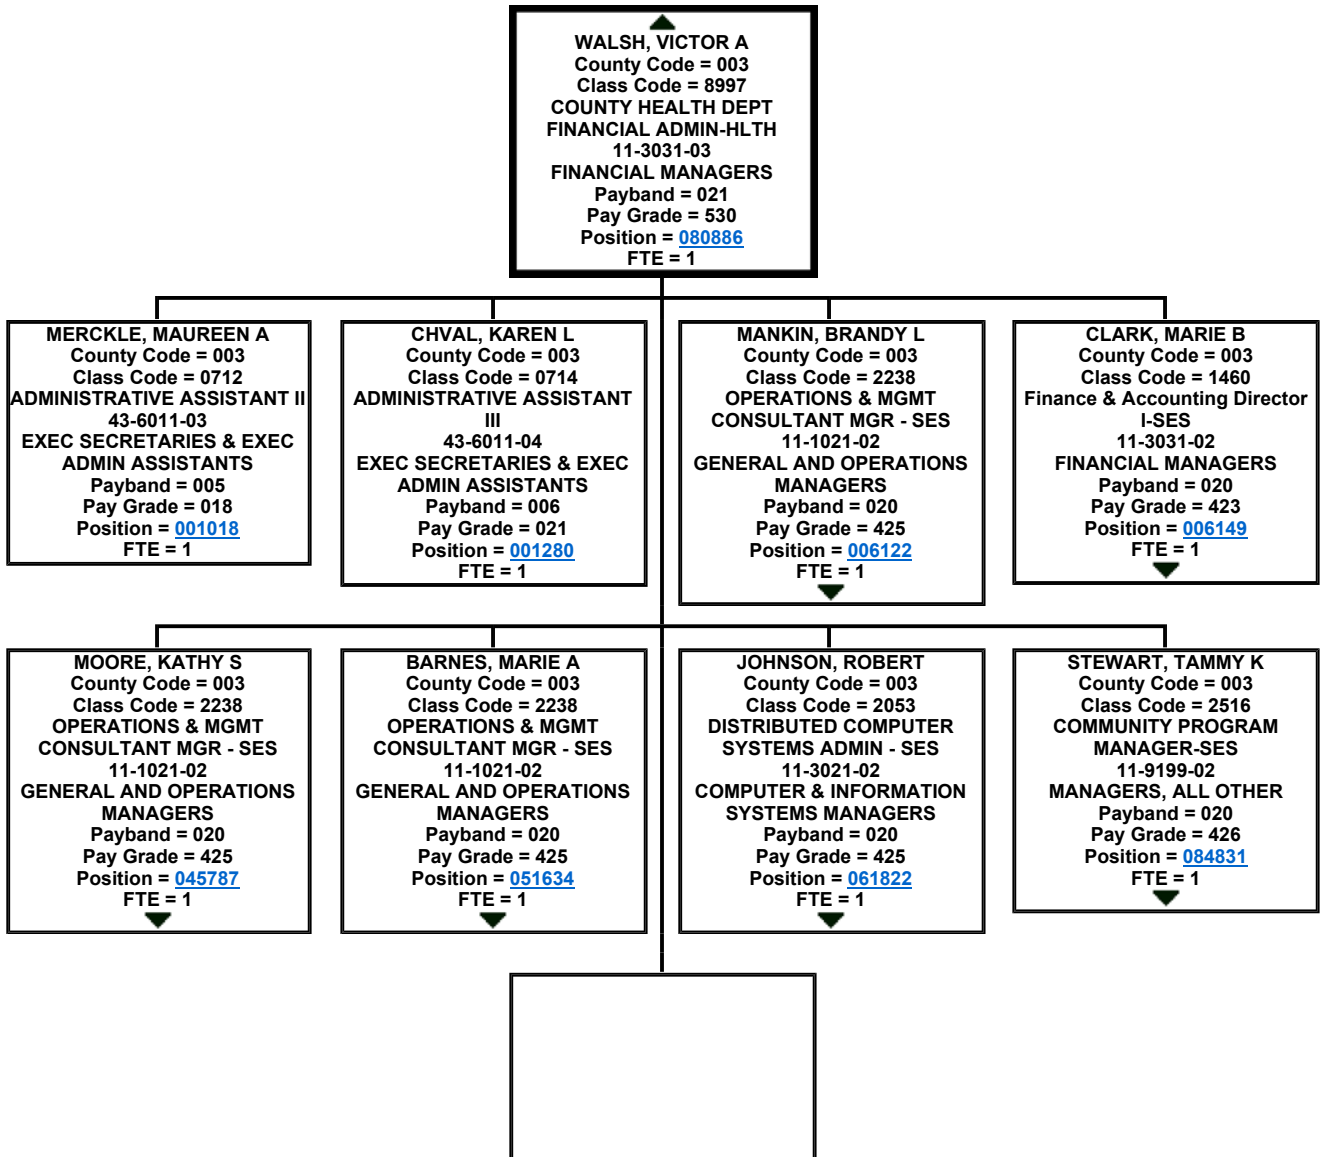 WALSH, VICTOR A
County Code = 003
Class Code = 8997
COUNTY HEALTH DEPT
FINANCIAL ADMIN-HLTH
11-3031-03
FINANCIAL MANAGERS
Payband = 021
Pay Grade = 530
Position = 080886
FTE = 1
MERCKLE, MAUREEN A
County Code = 003
Class Code = 0712
ADMINISTRATIVE ASSISTANT II
43-6011-03
EXEC SECRETARIES & EXEC
ADMIN ASSISTANTS
Payband = 005
Pay Grade = 018
Position = 001018
FTE = 1
CHVAL, KAREN L
County Code = 003
Class Code = 0714
ADMINISTRATIVE ASSISTANT
III
43-6011-04
EXEC SECRETARIES & EXEC
ADMIN ASSISTANTS
Payband = 006
Pay Grade = 021
Position = 001280
FTE = 1
MANKIN, BRANDY L
County Code = 003
Class Code = 2238
OPERATIONS & MGMT
CONSULTANT MGR - SES
11-1021-02
GENERAL AND OPERATIONS
MANAGERS
Payband = 020
Pay Grade = 425
Position = 006122
FTE = 1
CLARK, MARIE B
County Code = 003
Class Code = 1460
Finance & Accounting Director
I-SES
11-3031-02
FINANCIAL MANAGERS
Payband = 020
Pay Grade = 423
Position = 006149
FTE = 1
MOORE, KATHY S
County Code = 003
Class Code = 2238
OPERATIONS & MGMT
CONSULTANT MGR - SES
11-1021-02
GENERAL AND OPERATIONS
MANAGERS
Payband = 020
Pay Grade = 425
Position = 045787
FTE = 1
BARNES, MARIE A
County Code = 003
Class Code = 2238
OPERATIONS & MGMT
CONSULTANT MGR - SES
11-1021-02
GENERAL AND OPERATIONS
MANAGERS
Payband = 020
Pay Grade = 425
Position = 051634
FTE = 1
JOHNSON, ROBERT
County Code = 003
Class Code = 2053
DISTRIBUTED COMPUTER
SYSTEMS ADMIN - SES
11-3021-02
COMPUTER & INFORMATION
SYSTEMS MANAGERS
Payband = 020
Pay Grade = 425
Position = 061822
FTE = 1
STEWART, TAMMY K
County Code = 003
Class Code = 2516
COMMUNITY PROGRAM
MANAGER-SES
11-9199-02
MANAGERS, ALL OTHER
Payband = 020
Pay Grade = 426
Position = 084831
FTE = 1